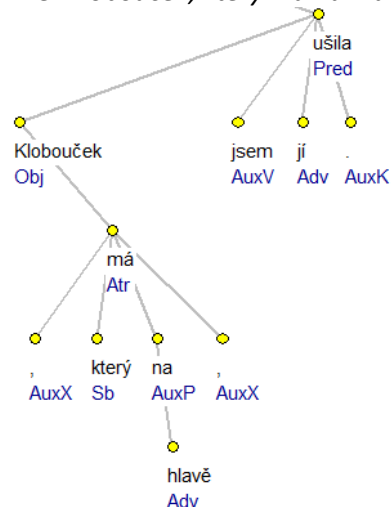 ušila
Pred
Klobouček jsem jí .
Obj AuxV Adv AuxK
má
Atr
, který na ,
AuxX Sb AuxP AuxX
hlavě
Adv